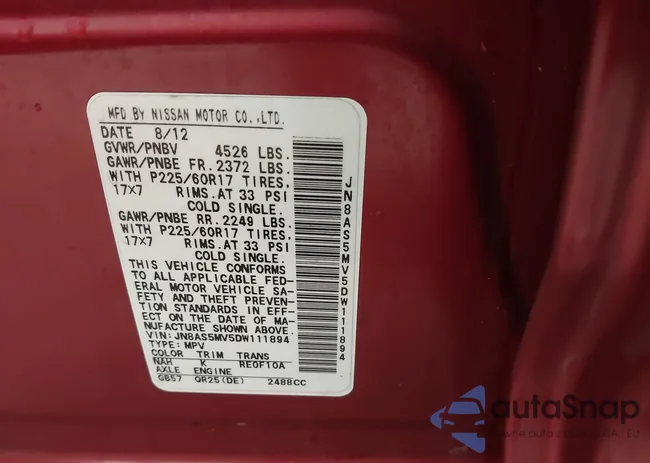 MFD BY NISSAN MOTOR CO.,LTD.
DATE 8/12
GVWR/PNBV 4526 LBS.
GAWR/PNBE FR.2372 LBS.
WITH P225/60R17 TIRES,
17X7 RIMS.AT 33 PSI
COLD SINGLE.
GAWR/PNBE RR.2249 LBS.
WITH P225/60R17 TIRES,
17X7 RIMS.AT 33 PSI
COLD SINGLE.
THIS VEHICLE CONFORMS
TO ALL APPLICABLE FED-
ERAL MOTOR VEHICLE SA-
FETY AND THEFT PREVEN-
TION STANDARDS IN EFF-
ECT ON THE DATE OF MA-
NUFACTURE SHOWN ABOVE.
VIN:JN8AS5MV5DW111894
TYPE:MPV
COLOR TRIM TRANS
NAH K RE0F10A
AXLE ENGINE
GB57 QR25(DE) 2488CC
JN8AS5MV5DW111894
autaSnap